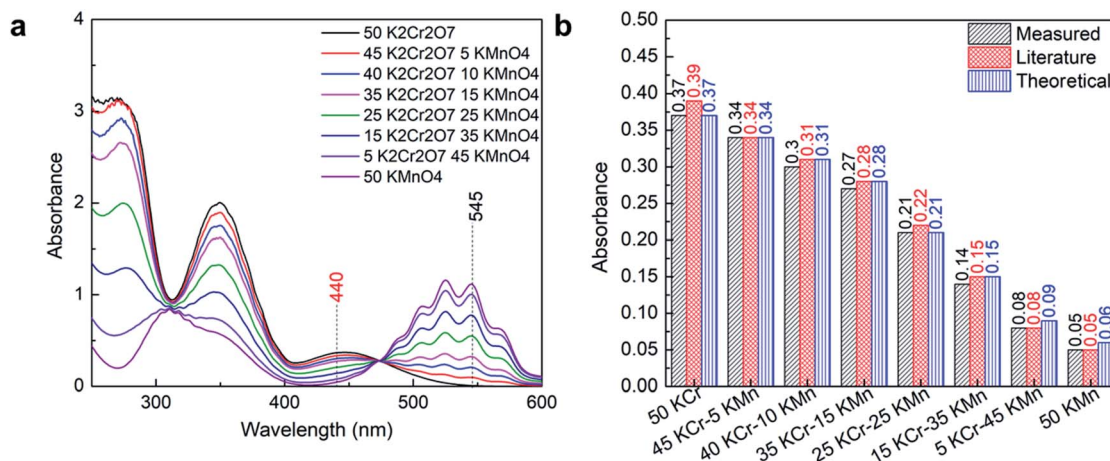 a
4
3
2
1
0
Absorbance
300
400
500
600
Wavelength (nm)
50 K2Cr2O7
45 K2Cr2O7 5 KMnO4
40 K2Cr2O7 10 KMnO4
35 K2Cr2O7 15 KMnO4
25 K2Cr2O7 25 KMnO4
15 K2Cr2O7 35 KMnO4
5 K2Cr2O7 45 KMnO4
50 KMnO4
440
545
b
0.50
0.45
0.40
0.35
0.30
0.25
0.20
0.15
0.10
0.05
0.00
Absorbance
Measured
Literature
Theoretical
0.37 0.39 0.37
0.34 0.34 0.34
0.3 0.31 0.31
0.27 0.28 0.28
0.21 0.22 0.21
0.14 0.15 0.15
0.08 0.08 0.09
0.05 0.05 0.06
50 KCr
45 KCr-5 KMn
40 KCr-10 KMn
35 KCr-15 KMn
25 KCr-25 KMn
15 KCr-35 KMn
5 KCr-45 KMn
50 KMn